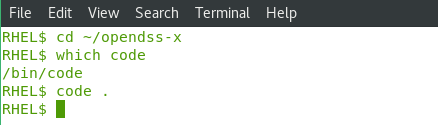 File Edit View Search Terminal Help
RHEL$ cd ~/opendss-x
RHEL$ which code
/bin/code
RHEL$ code .
RHEL$